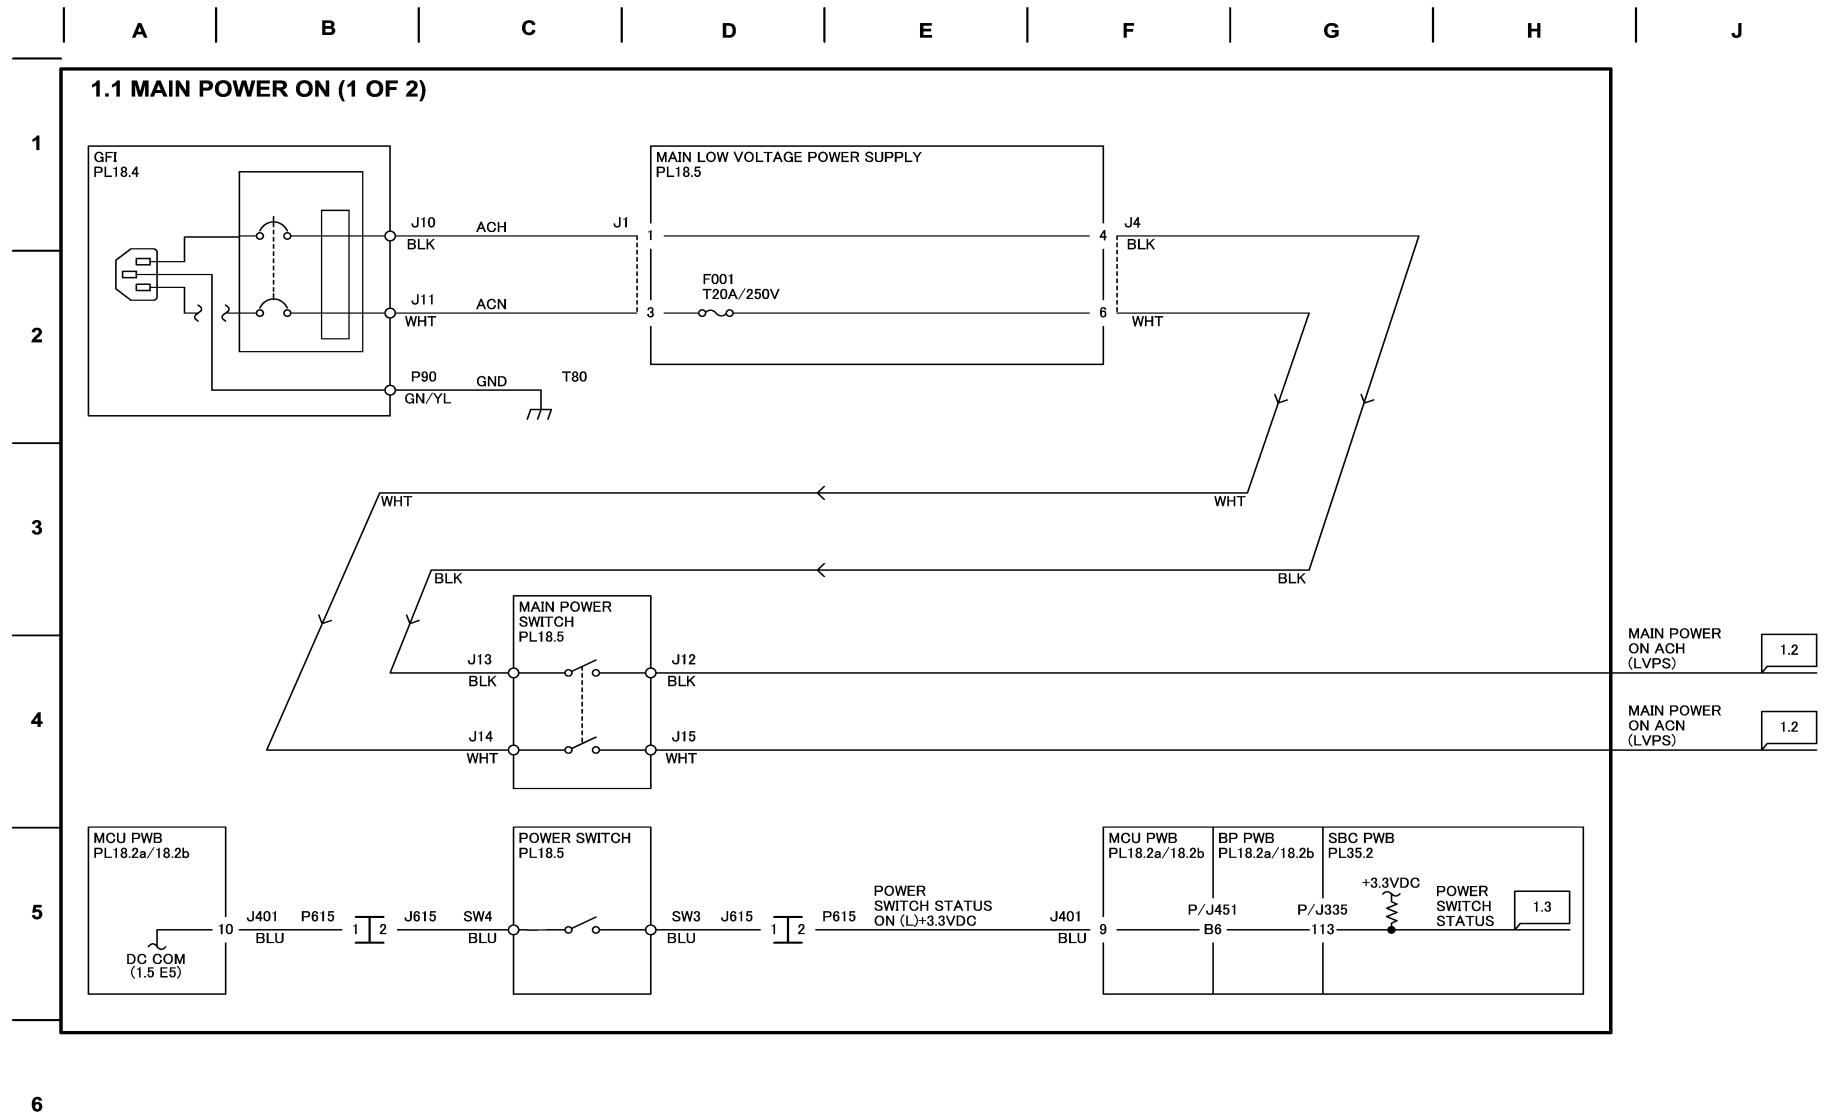 A B C D E F G H J
1.1 MAIN POWER ON (1 OF 2)
1
GFI
PL18.4
MAIN LOW VOLTAGE POWER SUPPLY
PL18.5
J10 ACH J1 1 4 J4
BLK BLK
F001
T20A/250V
J11 ACN 3 6
WHT WHT
2
P90 GND T80
GN/YL
WHT WHT
3
BLK BLK
MAIN POWER
SWITCH
PL18.5
MAIN POWER
ON ACH
(LVPS)
1.2
J13 J12
BLK BLK
4
MAIN POWER
ON ACN
(LVPS)
1.2
J14 J15
WHT WHT
MCU PWB
PL18.2a/18.2b
POWER SWITCH
PL18.5
MCU PWB
PL18.2a/18.2b
BP PWB
PL18.2a/18.2b
SBC PWB
PL35.2
5
+3.3VDC
POWER
SWITCH STATUS
ON (L)+3.3VDC
POWER
SWITCH
STATUS
1.3
P/J451 P/J335
10 J401 P615 1 2 J615 SW4 SW3 J615 1 2 P615 J401 9 B6 113
BLU BLU BLU BLU
DC COM
(1.5 E5)
6